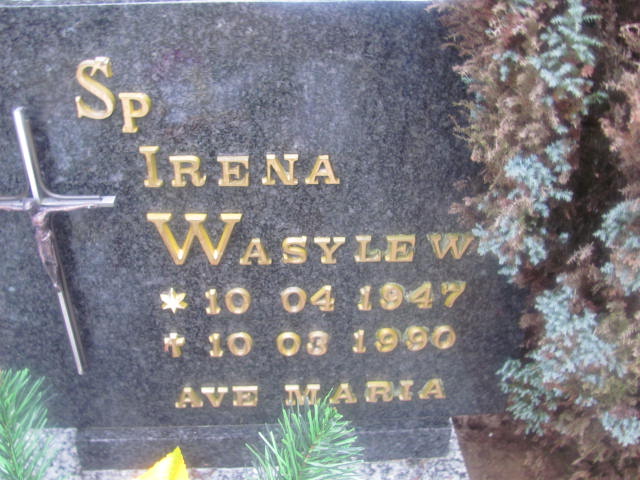 Sp
IRENA
WASYLEW
* 10 04 1947
✝ 10 03 1990
AVE MARIA